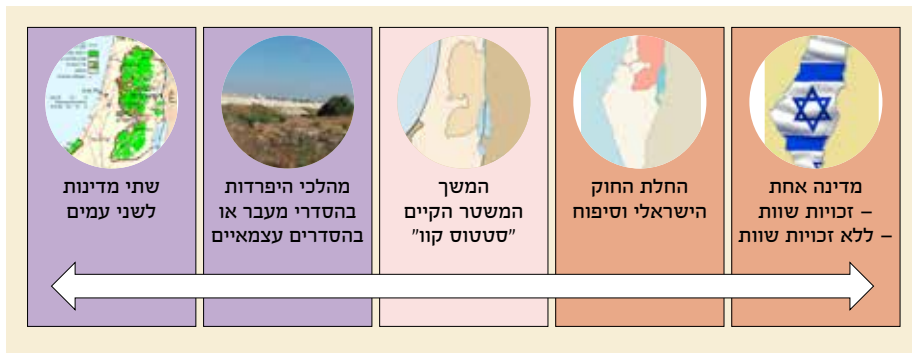 מדינה אחת
– זכויות שוות
– ללא זכויות שוות
החלת החוק
הישראלי וסיפוח
המשך
המשטר הקיים
"סטטוס קוו"
מהלכי היפרדות
בהסדרי מעבר או
בהסדרים עצמאיים
שתי מדינות
לשני עמים